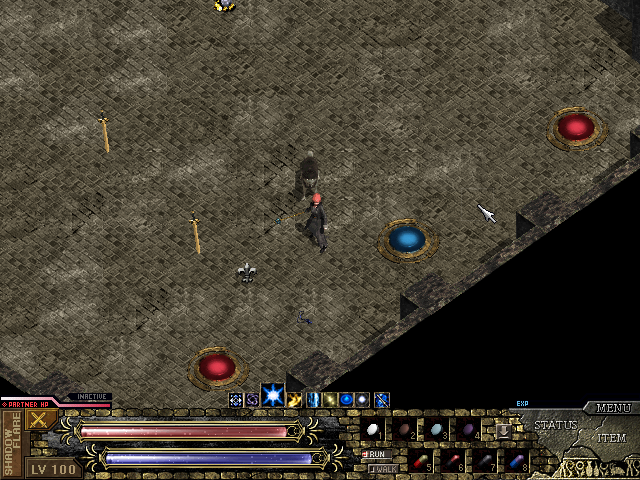 PARTNER HP
INACTIVE
EXP
MENU
STATUS
ITEM
SHADOW
FLARE
LV 100
2
3
4
RUN
WALK
5
6
7
8